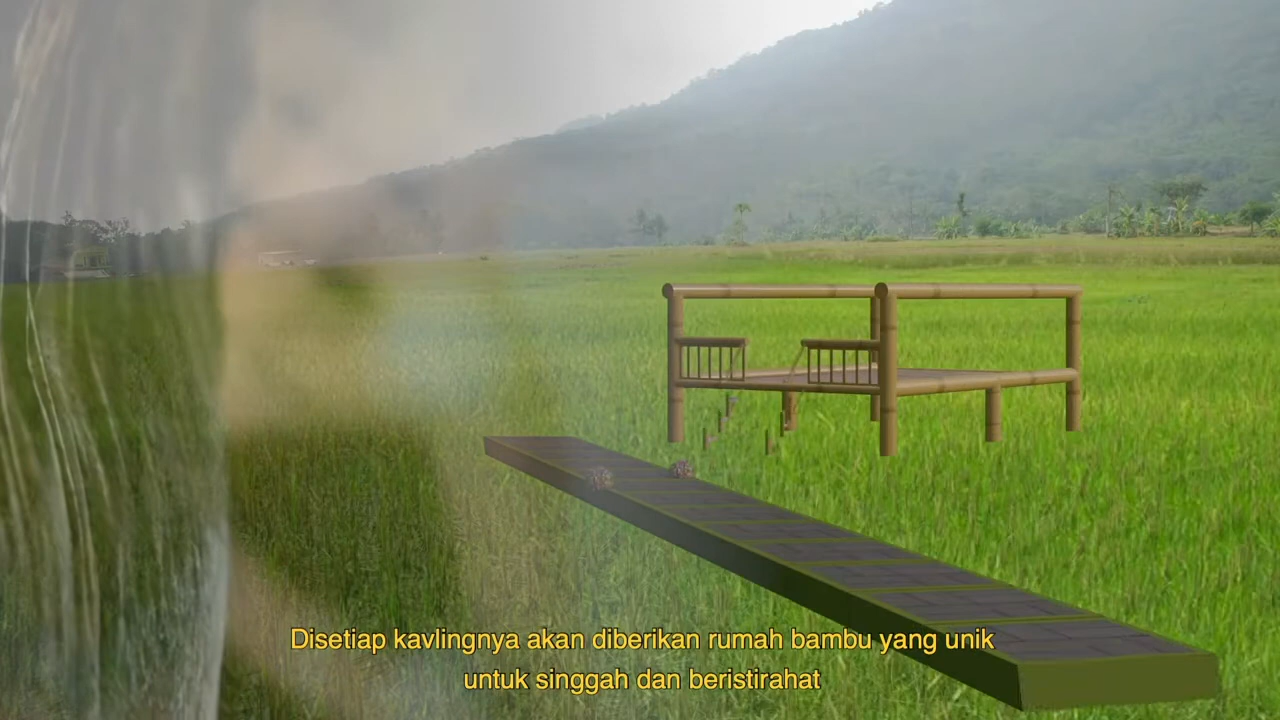 Disetiap kavlingnya akan diberikan rumah bambu yang unik
untuk singgah dan beristirahat